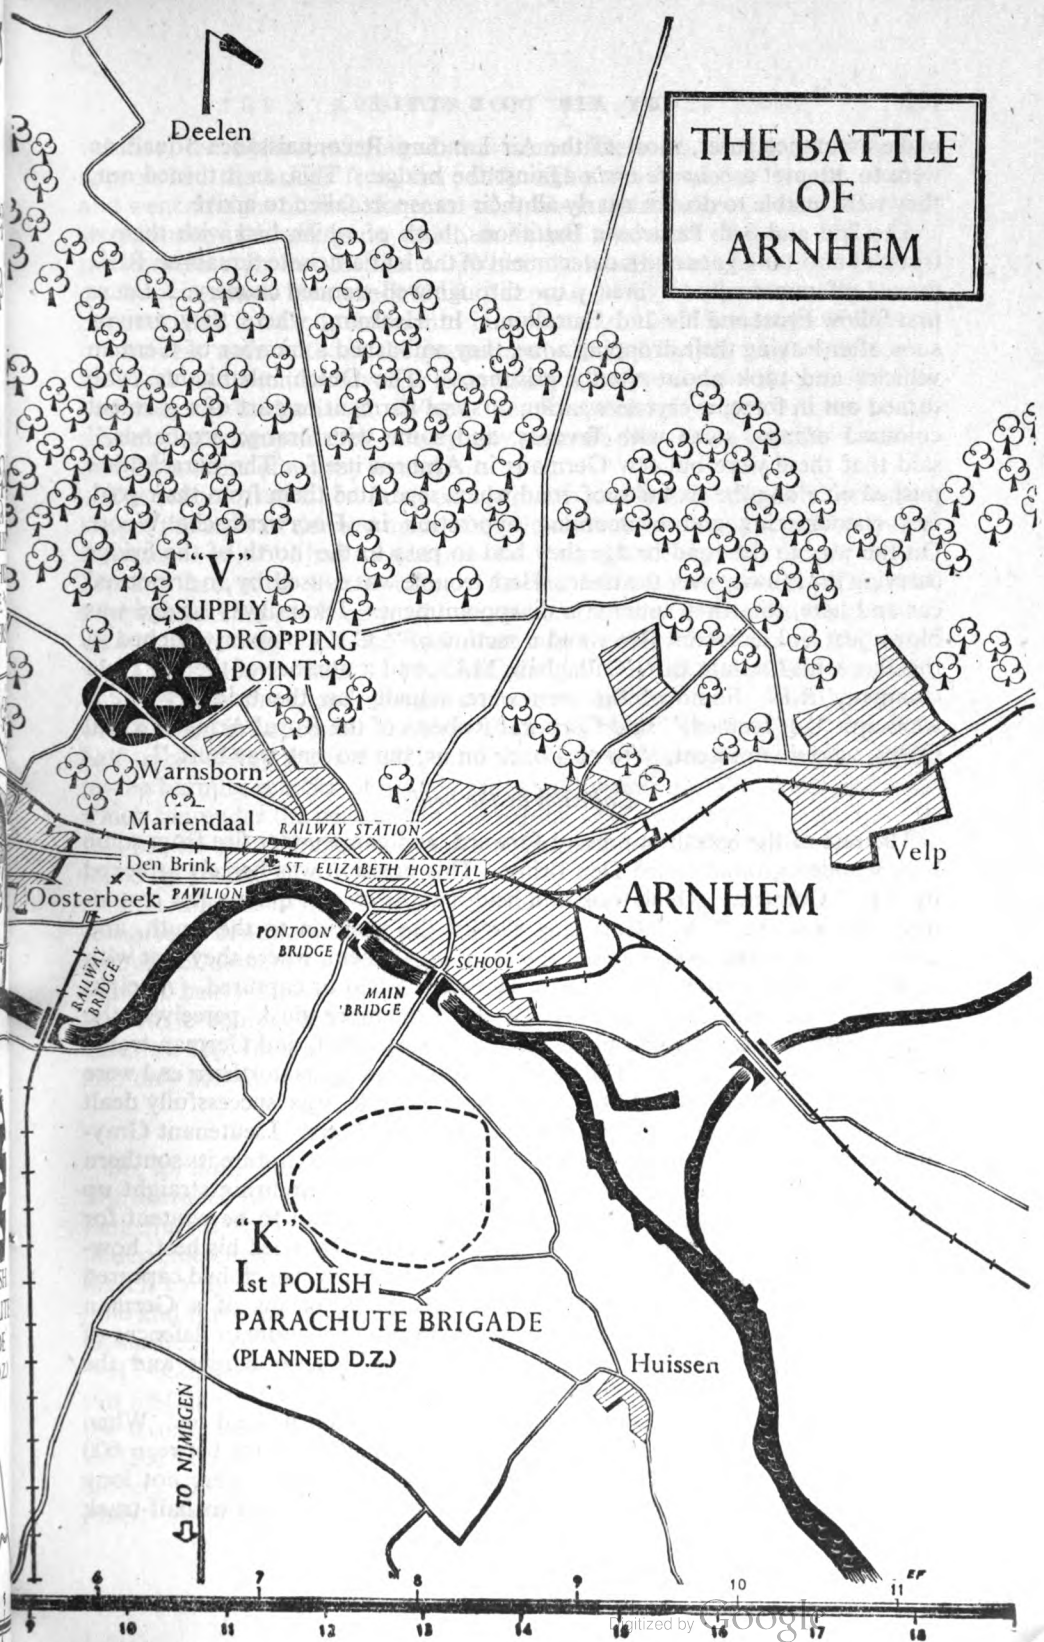 Deelen
THE BATTLE
OF
ARNHEM
V
SUPPLY
DROPPING
POINT
Warnsborn
Mariendaal
RAILWAY STATION
Den Brink
ST. ELIZABETH HOSPITAL
Velp
Oosterbeek
PAVILION
ARNHEM
PONTOON
BRIDGE
SCHOOL
RAILWAY
BRIDGE
MAIN
BRIDGE
"K"
1st POLISH
PARACHUTE BRIGADE
(PLANNED D.Z.)
Huissen
TO NIJMEGEN
EF
6 7 8 9 10 11
9 10 11 12 13 14 15 16 17 18
Digitized by Google